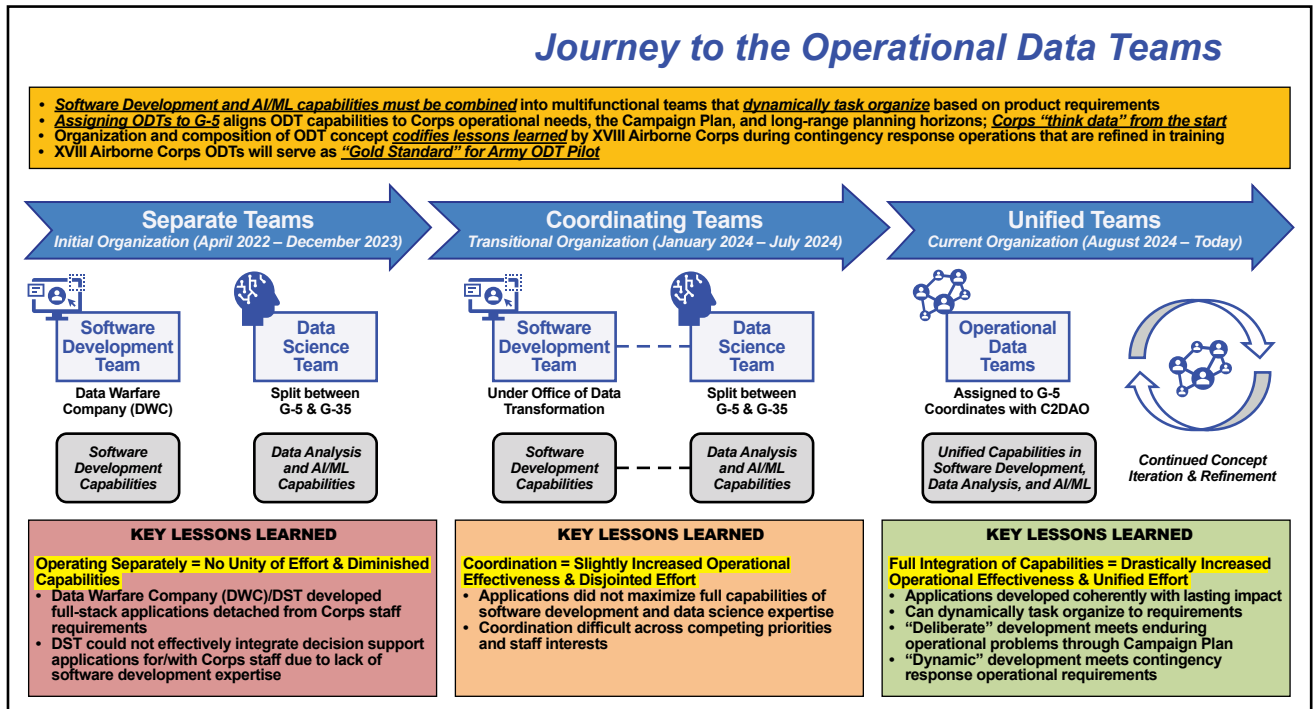 Journey to the Operational Data Teams
• Software Development and AI/ML capabilities must be combined into multifunctional teams that dynamically task organize based on product requirements
• Assigning ODTs to G-5 aligns ODT capabilities to Corps operational needs, the Campaign Plan, and long-range planning horizons; Corps “think data” from the start
• Organization and composition of ODT concept codifies lessons learned by XVIII Airborne Corps during contingency response operations that are refined in training
• XVIII Airborne Corps ODTs will serve as “Gold Standard” for Army ODT Pilot
Separate Teams
Initial Organization (April 2022 – December 2023)
Software
Development
Team
Data Warfare
Company (DWC)
Software
Development
Capabilities
Data
Science
Team
Split between
G-5 & G-35
Data Analysis
and AI/ML
Capabilities
KEY LESSONS LEARNED
Operating Separately = No Unity of Effort & Diminished
Capabilities
• Data Warfare Company (DWC)/DST developed
full-stack applications detached from Corps staff
requirements
• DST could not effectively integrate decision support
applications for/with Corps staff due to lack of
software development expertise
Coordinating Teams
Transitional Organization (January 2024 – July 2024)
Software
Development
Team
Under Office of Data
Transformation
Software
Development
Capabilities
Data
Science
Team
Split between
G-5 & G-35
Data Analysis
and AI/ML
Capabilities
KEY LESSONS LEARNED
Coordination = Slightly Increased Operational
Effectiveness & Disjointed Effort
• Applications did not maximize full capabilities of
software development and data science expertise
• Coordination difficult across competing priorities
and staff interests
Unified Teams
Current Organization (August 2024 – Today)
Operational
Data
Teams
Assigned to G-5
Coordinates with C2DAO
Unified Capabilities in
Software Development,
Data Analysis, and AI/ML
Continued Concept
Iteration & Refinement
KEY LESSONS LEARNED
Full Integration of Capabilities = Drastically Increased
Operational Effectiveness & Unified Effort
• Applications developed coherently with lasting impact
• Can dynamically task organize to requirements
• “Deliberate” development meets enduring
operational problems through Campaign Plan
• “Dynamic” development meets contingency
response operational requirements